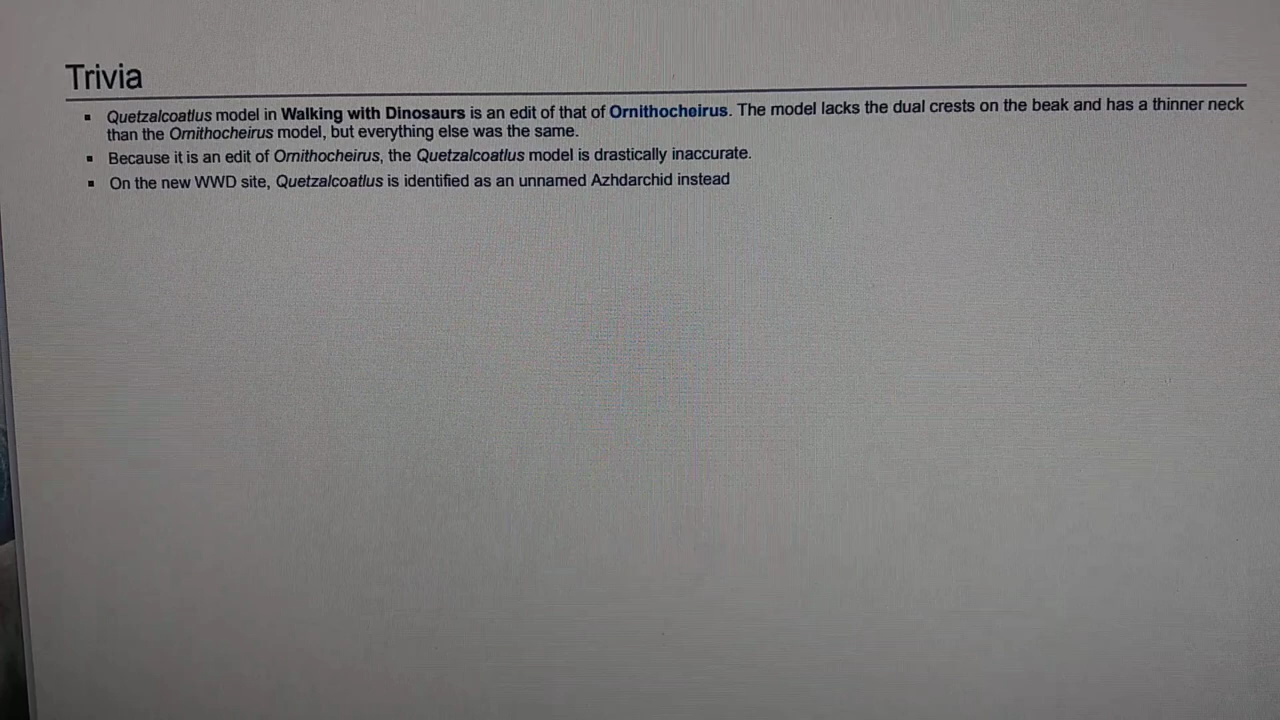 Trivia
Quetzalcoatlus model in Walking with Dinosaurs is an edit of that of Ornithocheirus. The model lacks the dual crests on the beak and has a thinner neck
than the Ornithocheirus model, but everything else was the same.
Because it is an edit of Ornithocheirus, the Quetzalcoatlus model is drastically inaccurate.
On the new WWD site, Quetzalcoatlus is identified as an unnamed Azhdarchid instead